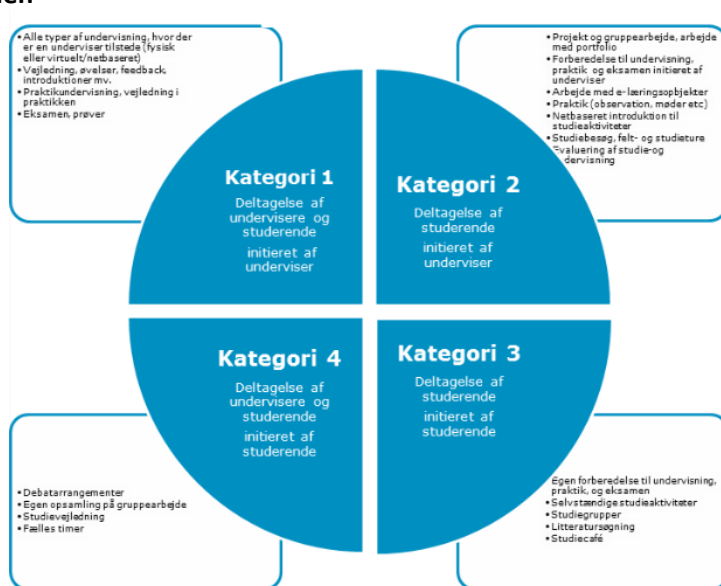 • Alle typer af undervisning, hvor der
er en underviser tilstede (fysisk
eller virtuelt/netbaseret)
• Vejledning, øvelser, feedback,
introduktioner mv.
• Praktikundervisning, vejledning i
praktikken
• Eksamen, prøver
• Projekt og gruppearbejde, arbejde
med portfolio
• Forberedelse til undervisning,
praktik og eksamen initieret af
underviser
• Arbejde med e-læringsobjekter
• Praktik (observation, møder etc)
• Netbaseret introduktion til
studieaktiviteter
• Studiebesøg, felt- og studieture
Evaluering af studie-og
dervisning
Kategori 1
Deltagelse af
undervisere og
studerende
initieret af
underviser
Kategori 2
Deltagelse af
studerende
initieret af
underviser
Kategori 4
Deltagelse af
undervisere og
studerende
initieret af
studerende
Kategori 3
Deltagelse af
studerende
initieret af
studerende
• Debatarrangementer
• Egen opsamling på gruppearbejde
• Studievejledning
• Fælles timer
Egen forberedelse til undervisning,
praktik, og eksamen
• Selvstændige studieaktiviteter
• Studiegrupper
• Litteratursøgning
• Studiecafé